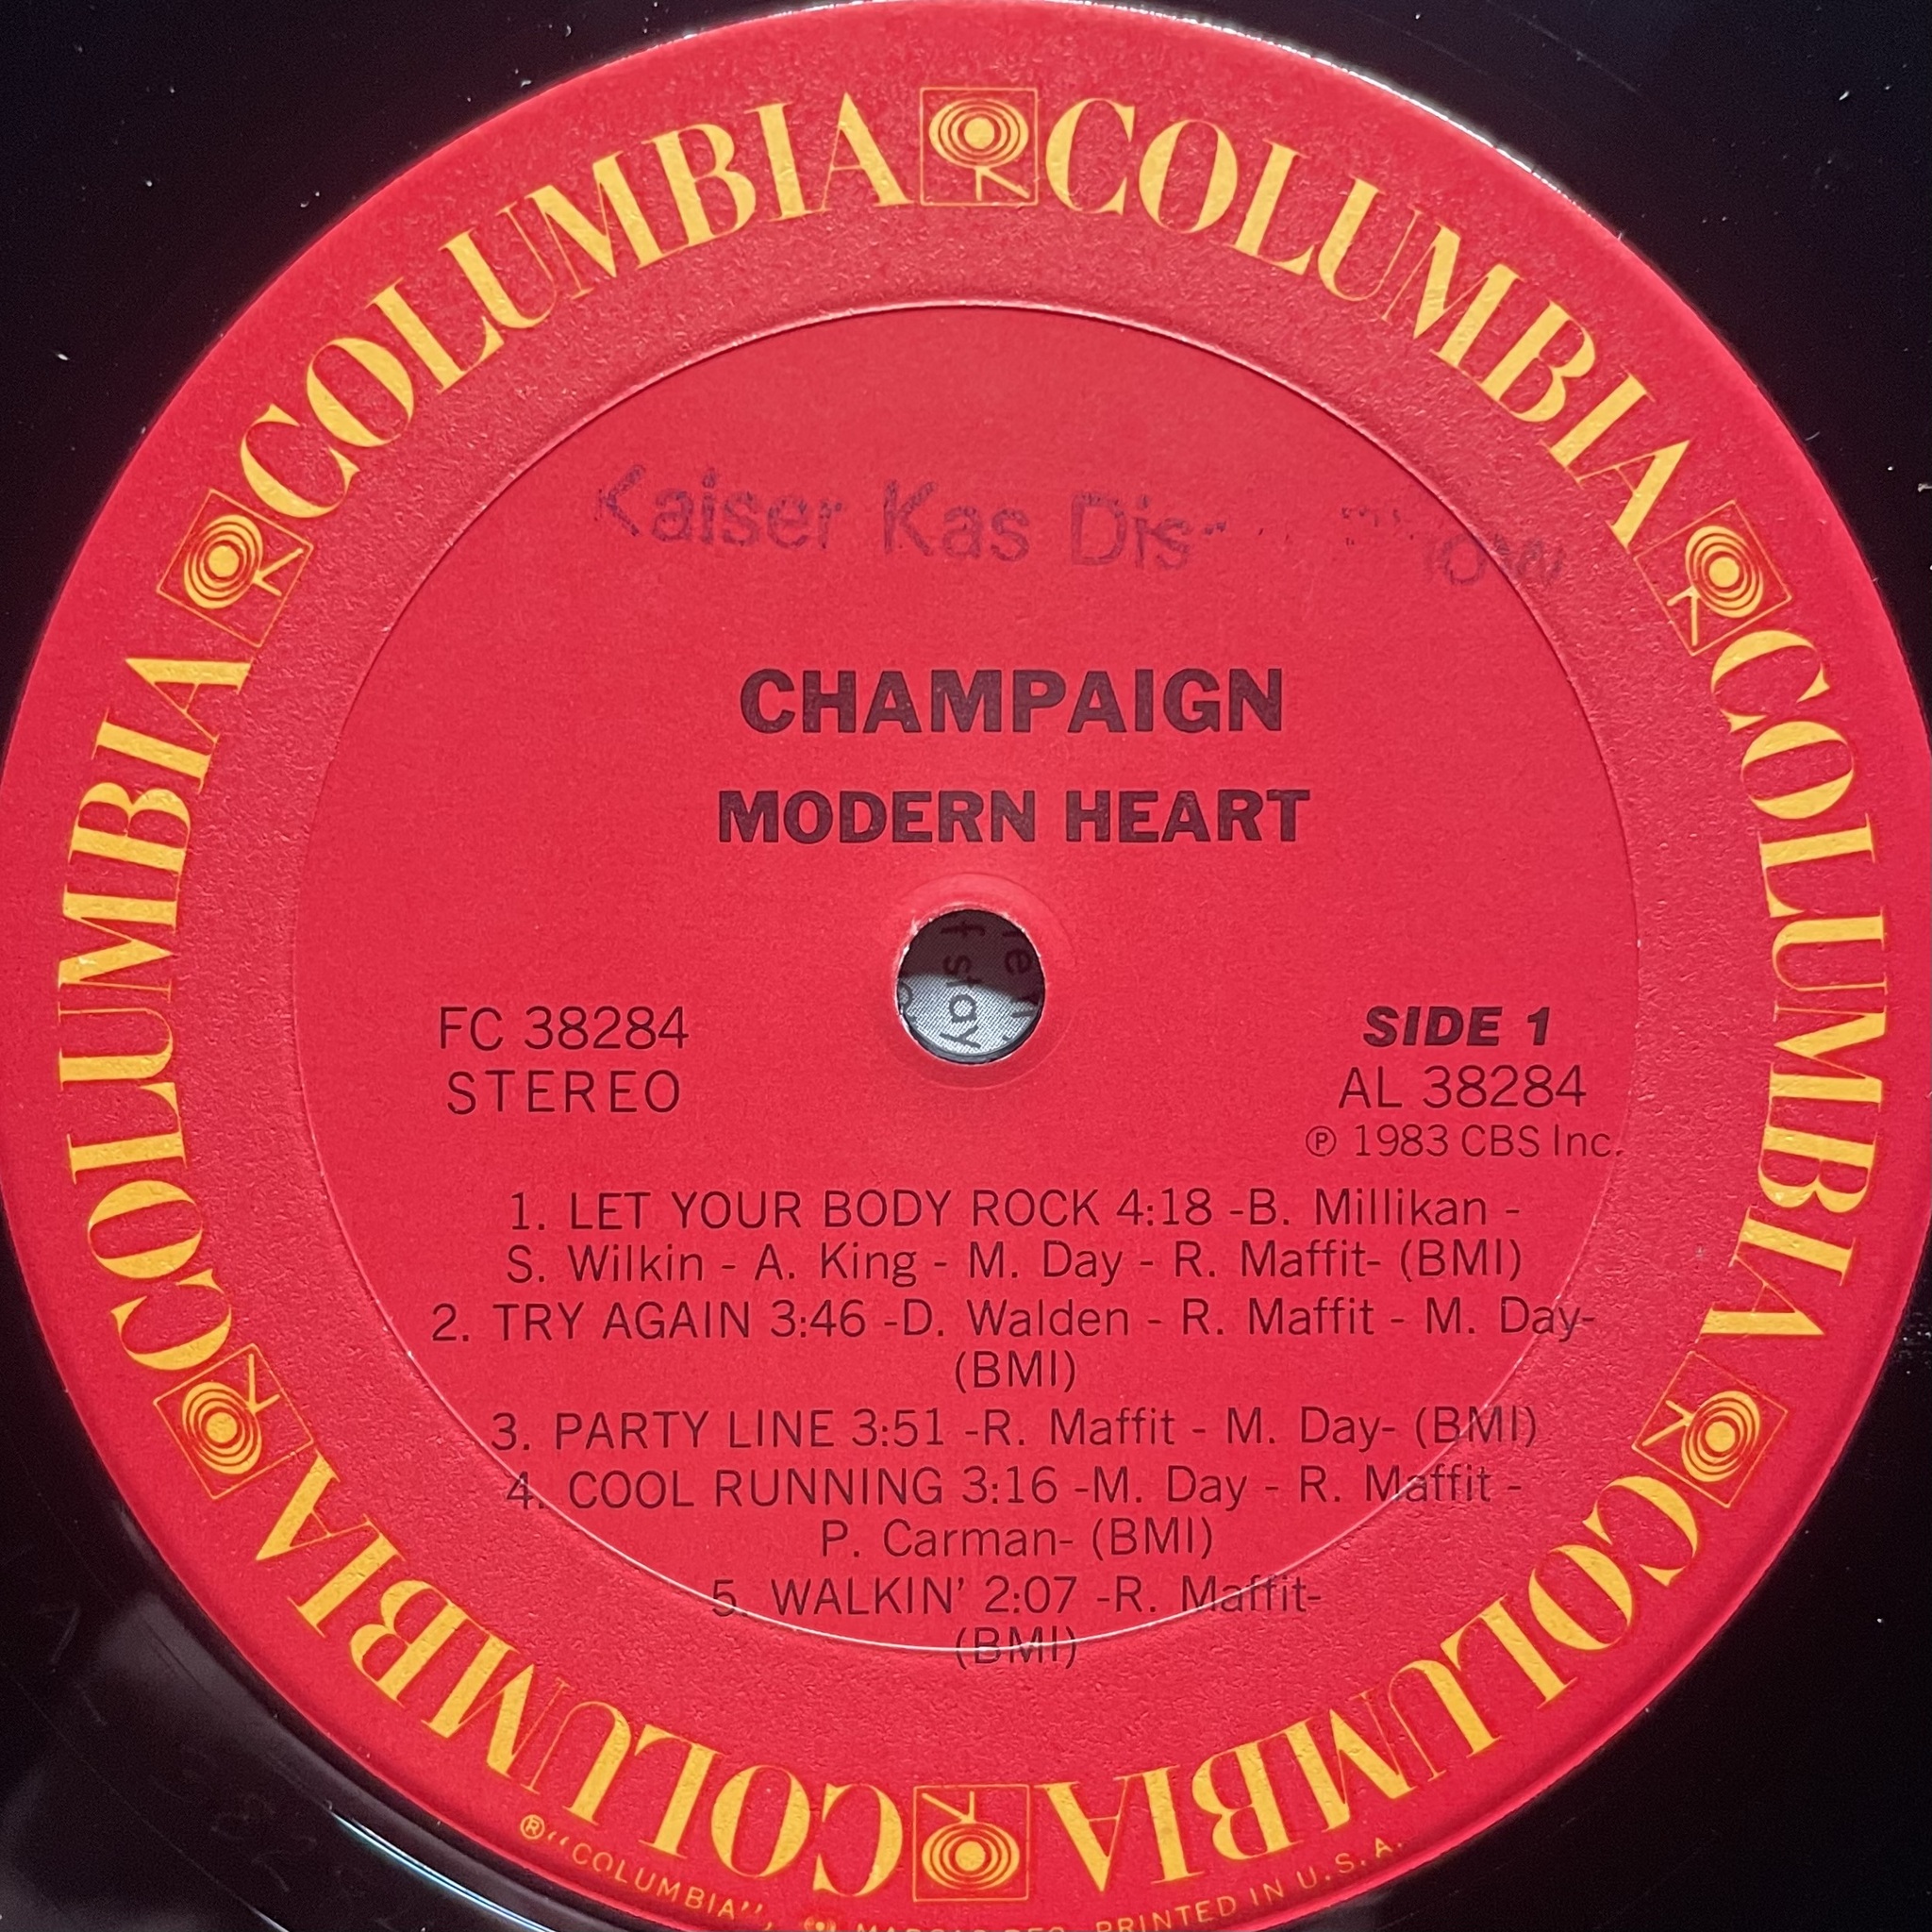 COLUMBIA COLUMBIA COLUMBIA COLUMBIA COLUMBIA COLUMBIA
Kaiser Kas
CHAMPAIGN
MODERN HEART
FC 38284
STEREO
SIDE 1
AL 38284
℗ 1983 CBS Inc.
1. LET YOUR BODY ROCK 4:18 -B. Millikan -
S. Wilkin - A. King - M. Day - R. Maffit- (BMI)
2. TRY AGAIN 3:46 -D. Walden - R. Maffit - M. Day-
(BMI)
3. PARTY LINE 3:51 -R. Maffit - M. Day- (BMI)
4. COOL RUNNING 3:16 -M. Day - R. Maffit -
P. Carman- (BMI)
5. WALKIN' 2:07 -R. Maffit-
(BMI)
®"COLUMBIA", PRINTED IN U.S.A.
stay